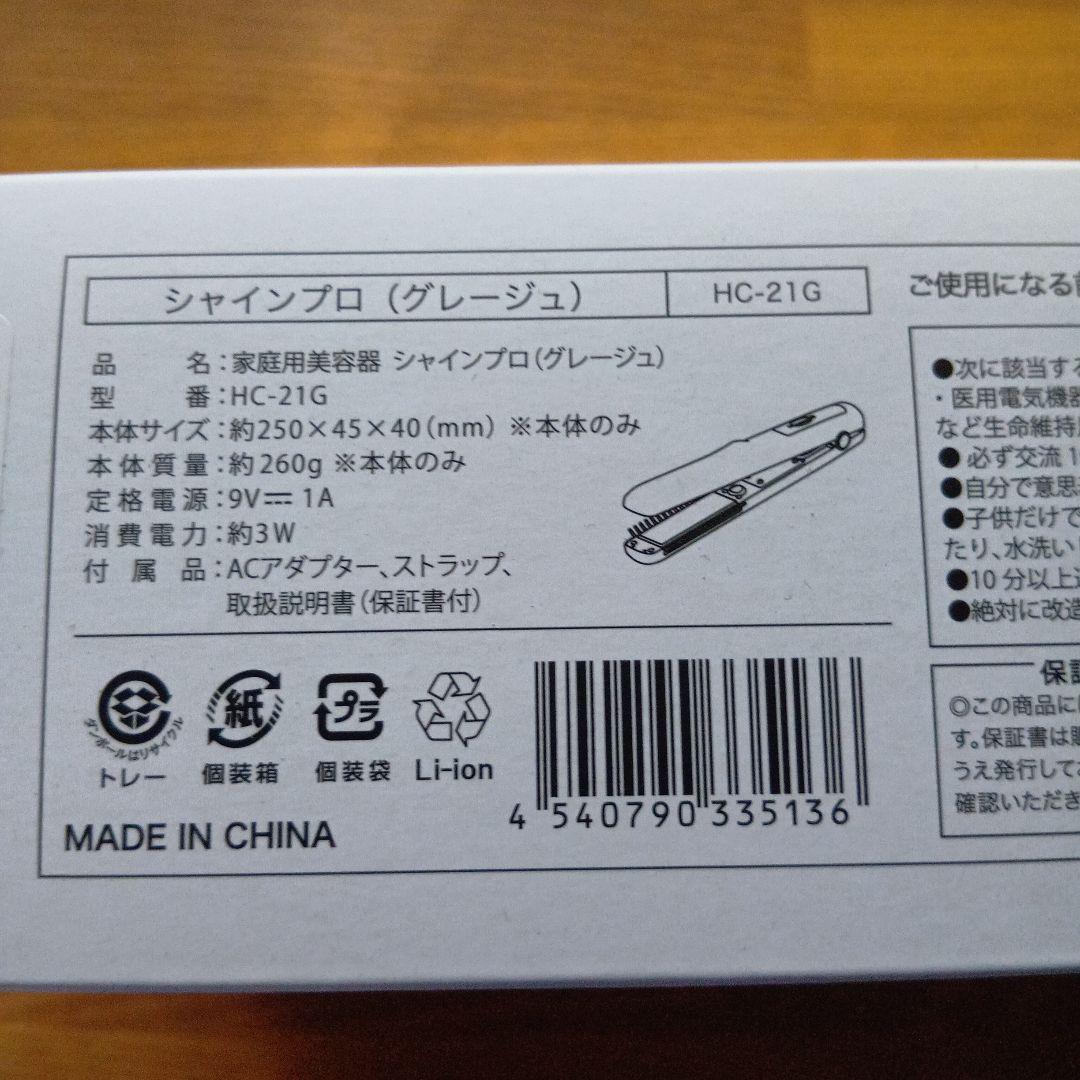 シャインプロ（グレージュ） HC-21G
品名：家庭用美容器 シャインプロ（グレージュ）
型番：HC-21G
本体サイズ：約250×45×40（mm）※本体のみ
本体質量：約260g ※本体のみ
定格電源：9V⎓1A
消費電力：約3W
付属品：ACアダプター、ストラップ、
取扱説明書（保証書付）
ダンボールはリサイクル
トレー
紙
個装箱
プラ
個装袋
Li-ion
MADE IN CHINA
4 540790 335136
ご使用になる
●次に該当する
・医用電気機器
など生命維持
●必ず交流1
●自分で意思
●子供だけで
たり、水洗い
●10分以上
●絶対に改造
保証
◎この商品に
す。保証書は
うえ発行して
確認いただき